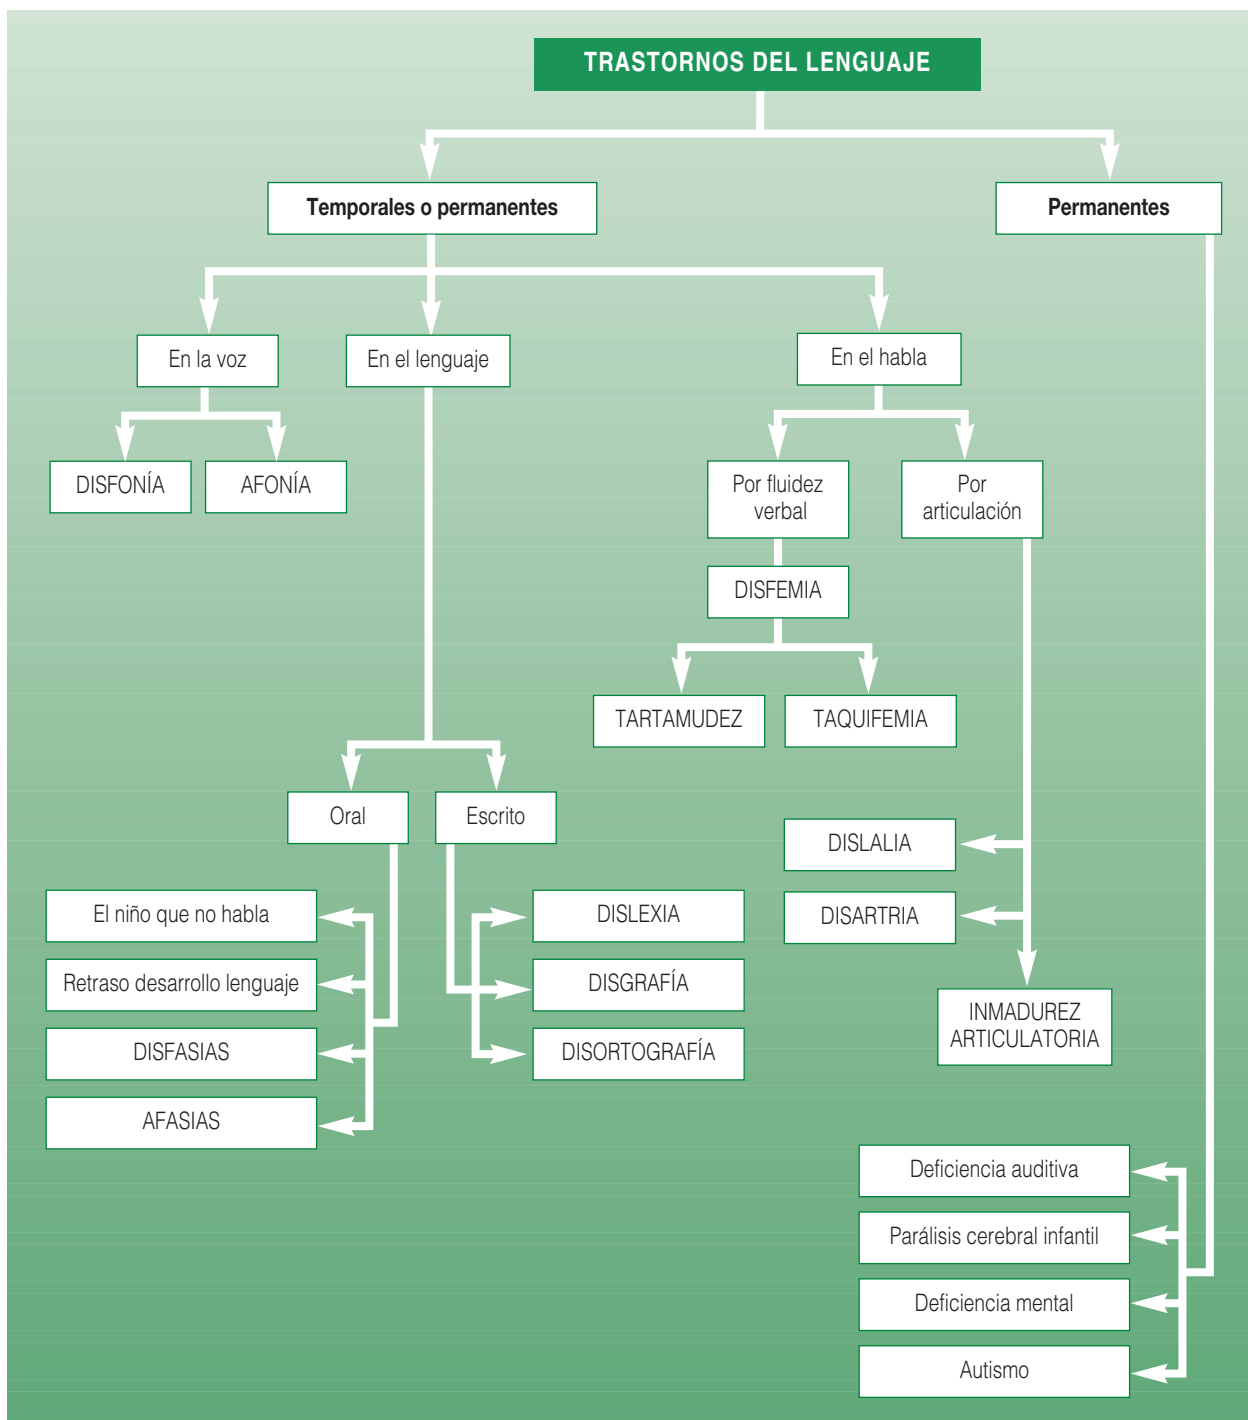 TRASTORNOS DEL LENGUAJE
Temporales o permanentes
Permanentes
En la voz
En el lenguaje
En el habla
DISFONÍA
AFONÍA
Por fluidez
verbal
Por
articulación
DISFEMIA
TARTAMUDEZ
TAQUIFEMIA
Oral
Escrito
DISLALIA
DISARTRIA
El niño que no habla
Retraso desarrollo lenguaje
DISFASIAS
AFASIAS
DISLEXIA
DISGRAFÍA
DISORTOGRAFÍA
INMADUREZ
ARTICULATORIA
Deficiencia auditiva
Parálisis cerebral infantil
Deficiencia mental
Autismo